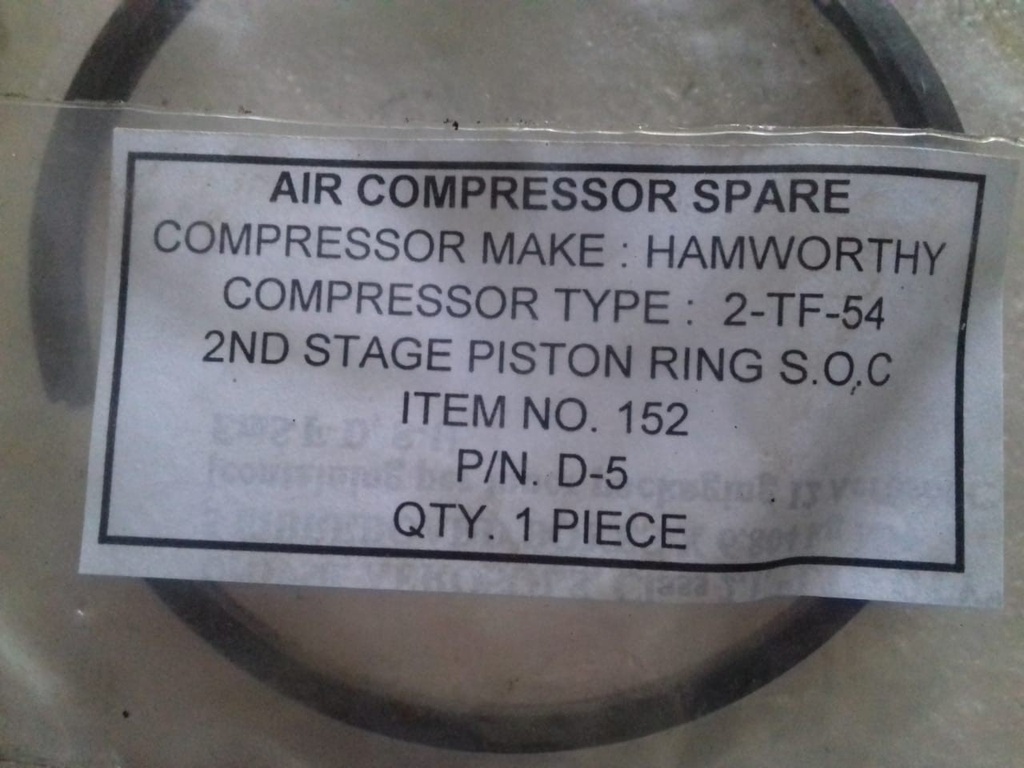 AIR COMPRESSOR SPARE
COMPRESSOR MAKE : HAMWORTHY
COMPRESSOR TYPE : 2-TF-54
2ND STAGE PISTON RING S.O,C
ITEM NO. 152
P/N. D-5
QTY. 1 PIECE